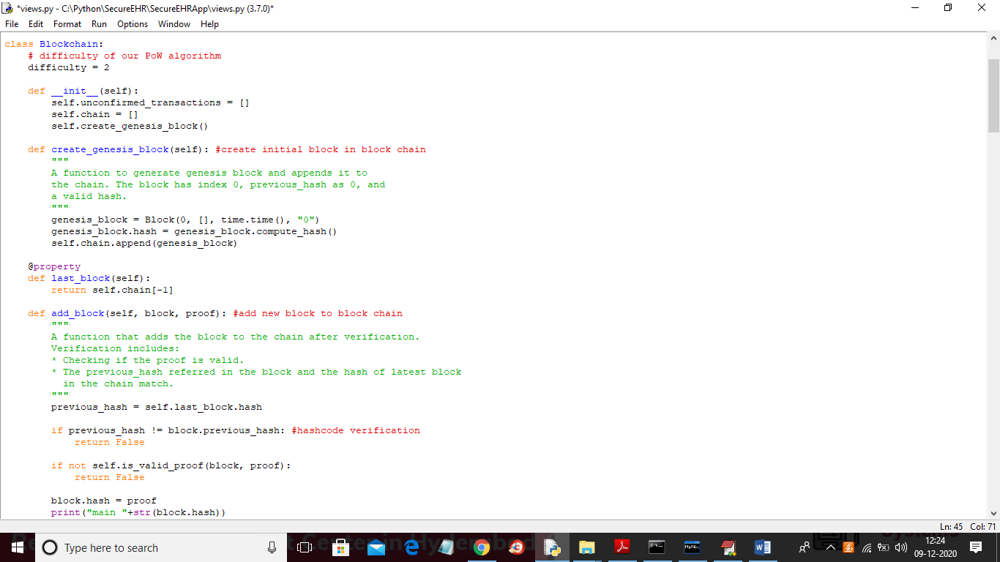 *views.py - C:\Python\SecureEHR\SecureEHRApp\views.py (3.7.0)*
File Edit Format Run Options Window Help
class Blockchain:
    # difficulty of our PoW algorithm
    difficulty = 2
    def __init__(self):
        self.unconfirmed_transactions = []
        self.chain = []
        self.create_genesis_block()
    def create_genesis_block(self): #create initial block in block chain
        """
        A function to generate genesis block and appends it to
        the chain. The block has index 0, previous_hash as 0, and
        a valid hash.
        """
        genesis_block = Block(0, [], time.time(), "0")
        genesis_block.hash = genesis_block.compute_hash()
        self.chain.append(genesis_block)
    @property
    def last_block(self):
        return self.chain[-1]
    def add_block(self, block, proof): #add new block to block chain
        """
        A function that adds the block to the chain after verification.
        Verification includes:
        * Checking if the proof is valid.
        * The previous_hash referred in the block and the hash of latest block
          in the chain match.
        """
        previous_hash = self.last_block.hash
        if previous_hash != block.previous_hash: #hashcode verification
            return False
        if not self.is_valid_proof(block, proof):
            return False
        block.hash = proof
        print("main "+str(block.hash))
Ln: 45 Col: 71
Type here to search
12:24
09-12-2020